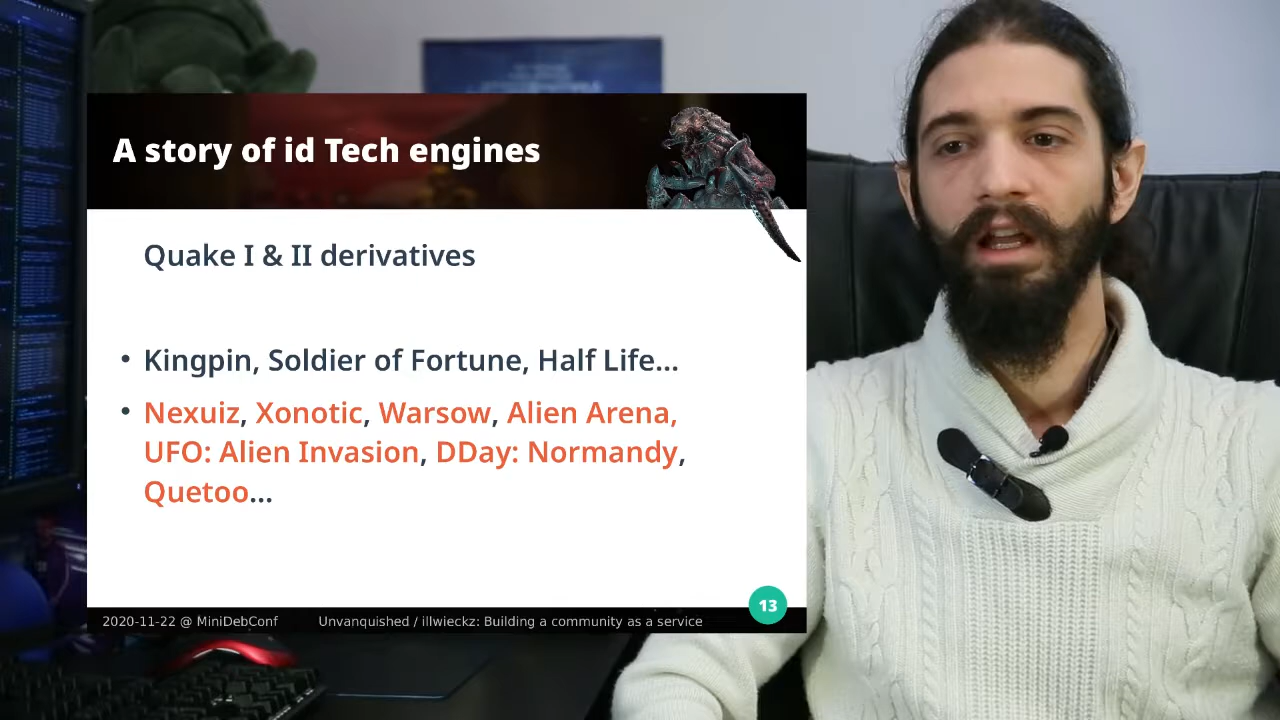 A story of id Tech engines
Quake I & II derivatives
• Kingpin, Soldier of Fortune, Half Life...
• Nexuiz, Xonotic, Warsow, Alien Arena,
UFO: Alien Invasion, DDay: Normandy,
Quetoo...
13
2020-11-22 @ MiniDebConf
Unvanquished / illwieckz: Building a community as a service